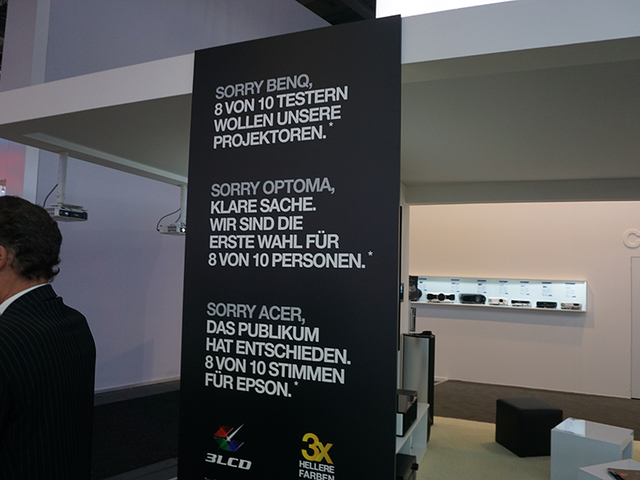 SORRY BENQ,
8 VON 10 TESTERN
WOLLEN UNSERE
PROJEKTOREN.*
SORRY OPTOMA,
KLARE SACHE.
WIR SIND DIE
ERSTE WAHL FÜR
8 VON 10 PERSONEN.*
SORRY ACER,
DAS PUBLIKUM
HAT ENTSCHIEDEN.
8 VON 10 STIMMEN
FÜR EPSON.*
3LCD
3x
HELLERE
FARBEN